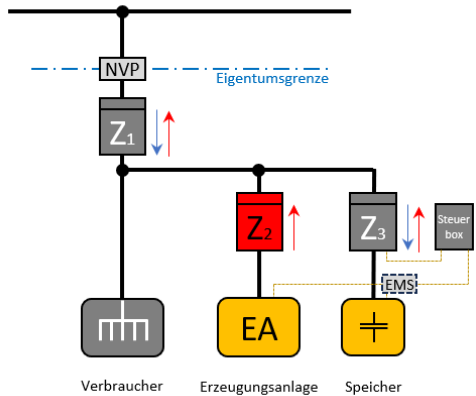 NVP
Eigentumsgrenze
Z1
Z2
Z3
Steuer
box
EMS
EA
Verbraucher
Erzeugungsanlage
Speicher